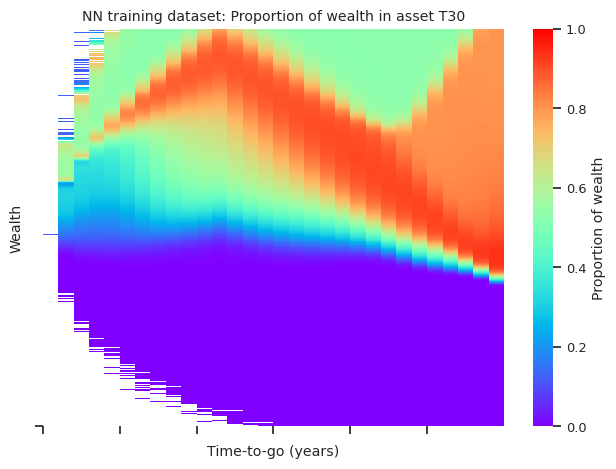 NN training dataset: Proportion of wealth in asset T30
Wealth
Time-to-go (years)
1.0
0.8
0.6
0.4
0.2
0.0
Proportion of wealth